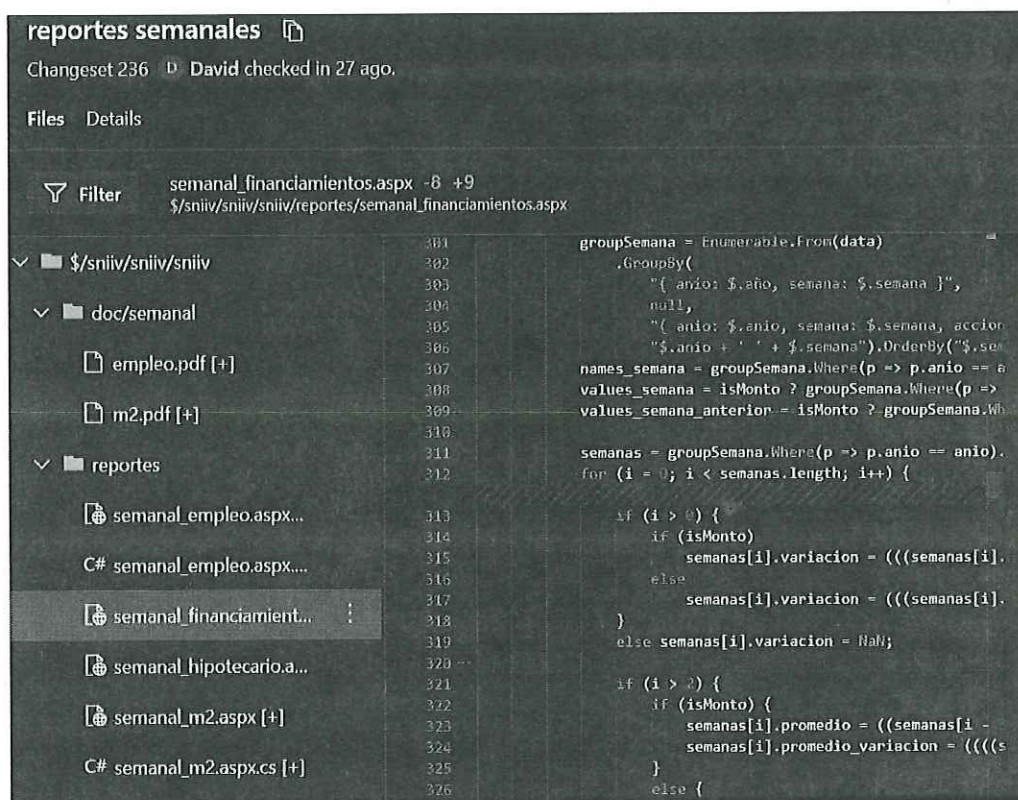 reportes semanales
Changeset 236 D David checked in 27 ago.
Files Details
Filter
semanal_financiamientos.aspx -8 +9
$/sniiv/sniiv/sniiv/reportes/semanal_financiamientos.aspx
$/sniiv/sniiv/sniiv
doc/semanal
empleo.pdf [+]
m2.pdf [+]
reportes
semanal_empleo.aspx...
C# semanal_empleo.aspx....
semanal_financiamient...
semanal_hipotecario.a...
semanal_m2.aspx [+]
C# semanal_m2.aspx.cs [+]
301 groupSemana = Enumerable.From(data)
302 .GroupBy(
303 "{ anio: $.año, semana: $.semana }",
304 null,
305 "{ anio: $.anio, semana: $.semana, accion
306 "$.anio + ' ' + $.semana").OrderBy("$.sem
307 names_semana = groupSemana.Where(p => p.anio == a
308 values_semana = isMonto ? groupSemana.Where(p =>
309 values_semana_anterior = isMonto ? groupSemana.Wh
310
311 semanas = groupSemana.Where(p => p.anio == anio).
312 for (i = 0; i < semanas.length; i++) {
313 if (i > 0) {
314 if (isMonto)
315 semanas[i].variacion = (((semanas[i].
316 else
317 semanas[i].variacion = (((semanas[i].
318 }
319 else semanas[i].variacion = NaN;
320
321 if (i > 2) {
322 if (isMonto) {
323 semanas[i].promedio = ((semanas[i -
324 semanas[i].promedio_variacion = ((((s
325 }
326 else {